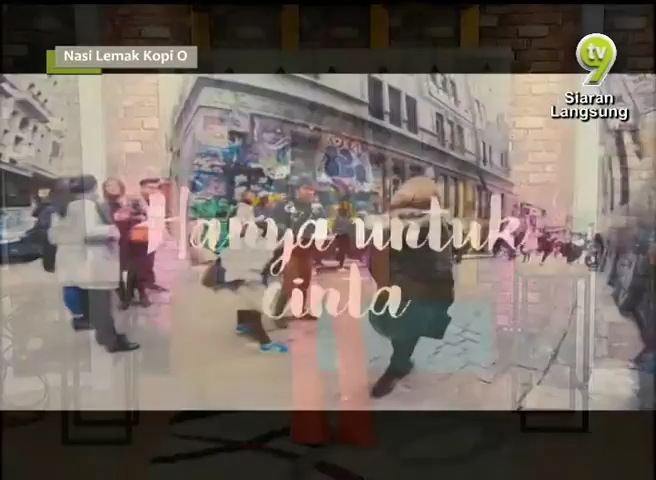 Nasi Lemak Kopi O
tv9
Siaran
Langsung
Hanya untuk
cinta